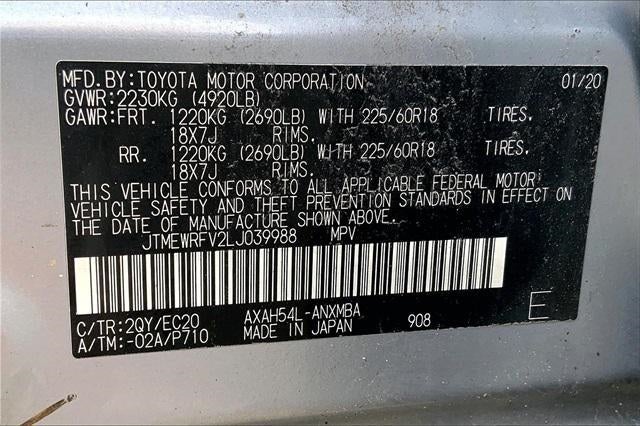 MFD. BY: TOYOTA MOTOR CORPORATION 01/20
GVWR: 2230KG (4920LB)
GAWR: FRT. 1220KG (2690LB) WITH 225/60R18 TIRES.
18X7J RIMS.
RR. 1220KG (2690LB) WITH 225/60R18 TIRES.
18X7J RIMS.
THIS VEHICLE CONFORMS TO ALL APPLICABLE FEDERAL MOTOR
VEHICLE SAFETY AND THEFT PREVENTION STANDARDS IN EFFECT ON
THE DATE OF MANUFACTURE SHOWN ABOVE.
JTMEWRFV2LJ039988 MPV
C/TR: 2QY/EC20 AXAH54L-ANXMBA 908 E
A/TM: -02A/P710 MADE IN JAPAN